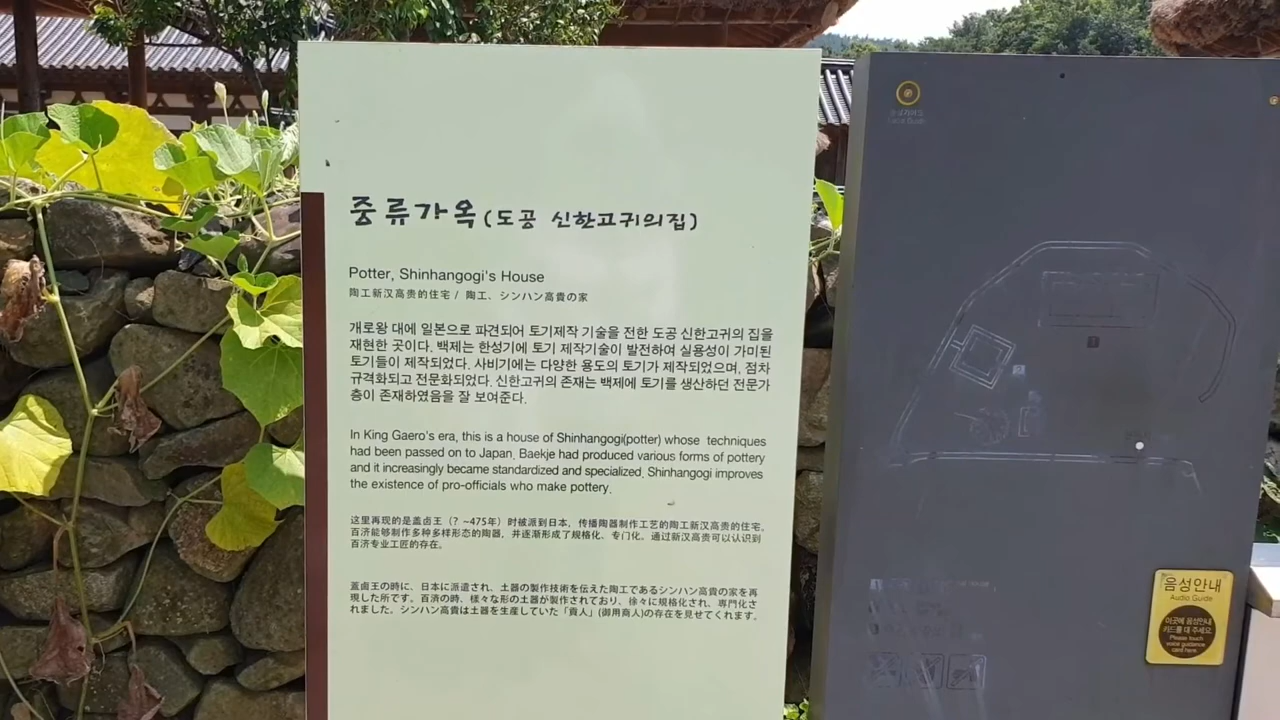 중류가옥(도공 신한고귀의집)
Potter, Shinhangogi's House
陶工新汉高贵的住宅 / 陶工、シンハン高貴の家
개로왕 대에 일본으로 파견되어 토기제작 기술을 전한 도공 신한고귀의 집을
재현한 곳이다. 백제는 한성기에 토기 제작기술이 발전하여 실용성이 가미된
토기들이 제작되었다. 사비기에는 다양한 용도의 토기가 제작되었으며, 점차
규격화되고 전문화되었다. 신한고귀의 존재는 백제에 토기를 생산하던 전문가
층이 존재하였음을 잘 보여준다.
In King Gaero's era, this is a house of Shinhangogi(potter) whose techniques
had been passed on to Japan. Baekje had produced various forms of pottery
and it increasingly became standardized and specialized. Shinhangogi improves
the existence of pro-officials who make pottery.
这里再现的是盖卤王（? ~475年）时被派到日本，传播陶器制作工艺的陶工新汉高贵的住宅。
百济能够制作多种多样形态的陶器，并逐渐形成了规格化、专门化。通过新汉高贵可以认识到
百济专业工匠的存在。
蓋卤王の時に、日本に派遣され、土器の製作技術を伝えた陶工であるシンハン高貴の家を再
現した所です。百済の時、様々な形の土器が製作されており、徐々に規格化され、専門化さ
れました。シンハン高貴は土器を生産していた「貢人」(御用商人)の存在を見せてくれます。
음성안내
Audio Guide
이곳에 음성안내
카드를 대 주세요
Please touch
voice guidance
card here